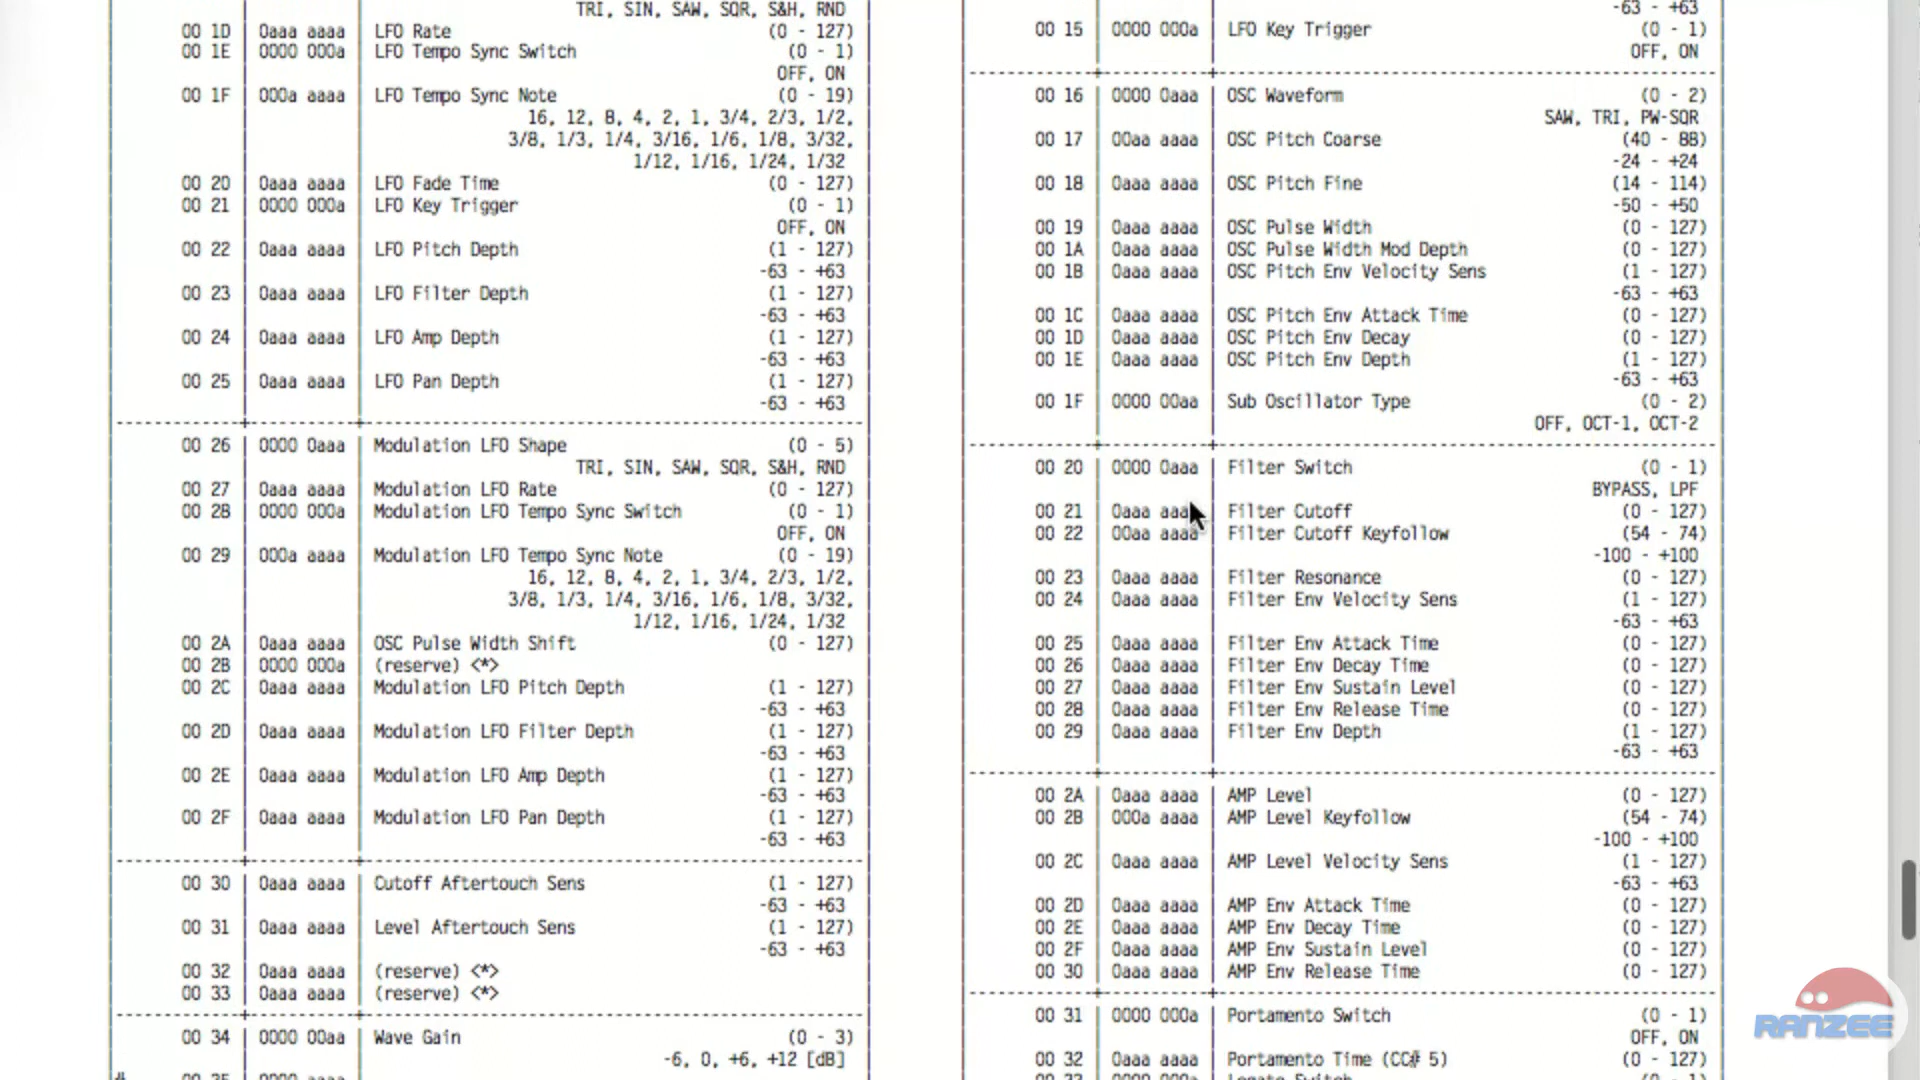 TRI, SIN, SAW, SQR, S&H, RND
00 1D 0aaa aaaa LFO Rate (0 - 127)
00 1E 0000 000a LFO Tempo Sync Switch (0 - 1)
OFF, ON
00 1F 000a aaaa LFO Tempo Sync Note (0 - 19)
16, 12, 8, 4, 2, 1, 3/4, 2/3, 1/2,
3/8, 1/3, 1/4, 3/16, 1/6, 1/8, 3/32,
1/12, 1/16, 1/24, 1/32
00 20 0aaa aaaa LFO Fade Time (0 - 127)
00 21 0000 000a LFO Key Trigger (0 - 1)
OFF, ON
00 22 0aaa aaaa LFO Pitch Depth (1 - 127)
-63 - +63
00 23 0aaa aaaa LFO Filter Depth (1 - 127)
-63 - +63
00 24 0aaa aaaa LFO Amp Depth (1 - 127)
-63 - +63
00 25 0aaa aaaa LFO Pan Depth (1 - 127)
-63 - +63
00 26 0000 0aaa Modulation LFO Shape (0 - 5)
TRI, SIN, SAW, SQR, S&H, RND
00 27 0aaa aaaa Modulation LFO Rate (0 - 127)
00 28 0000 000a Modulation LFO Tempo Sync Switch (0 - 1)
OFF, ON
00 29 000a aaaa Modulation LFO Tempo Sync Note (0 - 19)
16, 12, 8, 4, 2, 1, 3/4, 2/3, 1/2,
3/8, 1/3, 1/4, 3/16, 1/6, 1/8, 3/32,
1/12, 1/16, 1/24, 1/32
00 2A 0aaa aaaa OSC Pulse Width Shift (0 - 127)
00 2B 0000 000a (reserve) <*>
00 2C 0aaa aaaa Modulation LFO Pitch Depth (1 - 127)
-63 - +63
00 2D 0aaa aaaa Modulation LFO Filter Depth (1 - 127)
-63 - +63
00 2E 0aaa aaaa Modulation LFO Amp Depth (1 - 127)
-63 - +63
00 2F 0aaa aaaa Modulation LFO Pan Depth (1 - 127)
-63 - +63
00 30 0aaa aaaa Cutoff Aftertouch Sens (1 - 127)
-63 - +63
00 31 0aaa aaaa Level Aftertouch Sens (1 - 127)
-63 - +63
00 32 0aaa aaaa (reserve) <*>
00 33 0aaa aaaa (reserve) <*>
00 34 0000 00aa Wave Gain (0 - 3)
-6, 0, +6, +12 [dB]
-63 - +63
00 15 0000 000a LFO Key Trigger (0 - 1)
OFF, ON
00 16 0000 0aaa OSC Waveform (0 - 2)
SAW, TRI, PW-SQR
00 17 00aa aaaa OSC Pitch Coarse (40 - 88)
-24 - +24
00 18 0aaa aaaa OSC Pitch Fine (14 - 114)
-50 - +50
00 19 0aaa aaaa OSC Pulse Width (0 - 127)
00 1A 0aaa aaaa OSC Pulse Width Mod Depth (0 - 127)
00 1B 0aaa aaaa OSC Pitch Env Velocity Sens (1 - 127)
-63 - +63
00 1C 0aaa aaaa OSC Pitch Env Attack Time (0 - 127)
00 1D 0aaa aaaa OSC Pitch Env Decay (0 - 127)
00 1E 0aaa aaaa OSC Pitch Env Depth (1 - 127)
-63 - +63
00 1F 0000 00aa Sub Oscillator Type (0 - 2)
OFF, OCT-1, OCT-2
00 20 0000 0aaa Filter Switch (0 - 1)
BYPASS, LPF
00 21 0aaa aaa Filter Cutoff (0 - 127)
00 22 00aa aaaa Filter Cutoff Keyfollow (54 - 74)
-100 - +100
00 23 0aaa aaaa Filter Resonance (0 - 127)
00 24 0aaa aaaa Filter Env Velocity Sens (1 - 127)
-63 - +63
00 25 0aaa aaaa Filter Env Attack Time (0 - 127)
00 26 0aaa aaaa Filter Env Decay Time (0 - 127)
00 27 0aaa aaaa Filter Env Sustain Level (0 - 127)
00 28 0aaa aaaa Filter Env Release Time (0 - 127)
00 29 0aaa aaaa Filter Env Depth (1 - 127)
-63 - +63
00 2A 0aaa aaaa AMP Level (0 - 127)
00 2B 000a aaaa AMP Level Keyfollow (54 - 74)
-100 - +100
00 2C 0aaa aaaa AMP Level Velocity Sens (1 - 127)
-63 - +63
00 2D 0aaa aaaa AMP Env Attack Time (0 - 127)
00 2E 0aaa aaaa AMP Env Decay Time (0 - 127)
00 2F 0aaa aaaa AMP Env Sustain Level (0 - 127)
00 30 0aaa aaaa AMP Env Release Time (0 - 127)
00 31 0000 000a Portamento Switch (0 - 1)
OFF, ON
00 32 0aaa aaaa Portamento Time (CC# 5) (0 - 127)
RANZEE